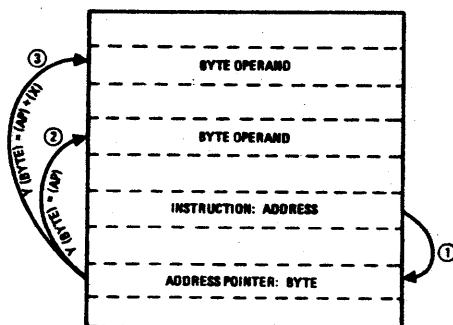 ③
BYTE OPERAND
Y (BYTE) = (AP) + (X)
②
BYTE OPERAND
Y (BYTE) = (AP)
INSTRUCTION: ADDRESS
①
ADDRESS POINTER: BYTE